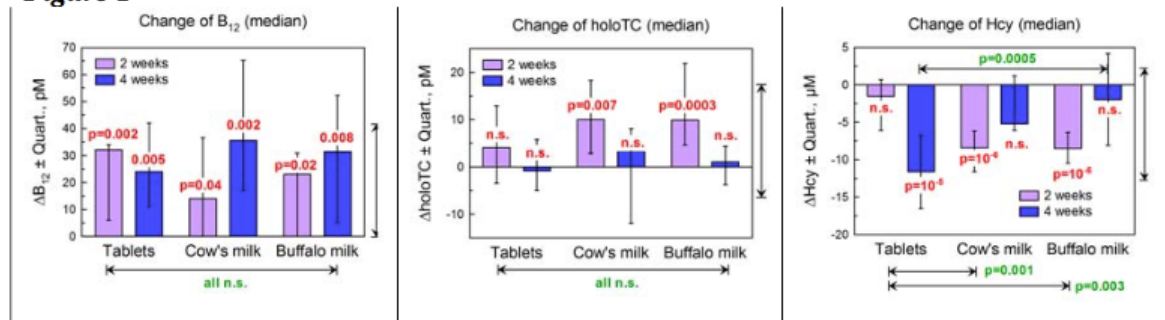 Change of B12 (median)
70
60
50
40
30
20
10
0
ΔB12 ± Quart., pM
2 weeks
4 weeks
p=0.002
0.005
p=0.04
0.002
p=0.02
0.008
Tablets Cow's milk Buffalo milk
all n.s.
Change of holoTC (median)
20
10
0
-10
ΔholoTC ± Quart., pM
2 weeks
4 weeks
n.s.
n.s.
p=0.007
n.s.
p=0.0003
n.s.
Tablets Cow's milk Buffalo milk
all n.s.
Change of Hcy (median)
5
0
-5
-10
-15
-20
ΔHcy ± Quart., µM
p=0.0005
n.s.
p=10-5
p=10-6
n.s.
p=10-6
n.s.
2 weeks
4 weeks
Tablets Cow's milk Buffalo milk
p=0.001
p=0.003